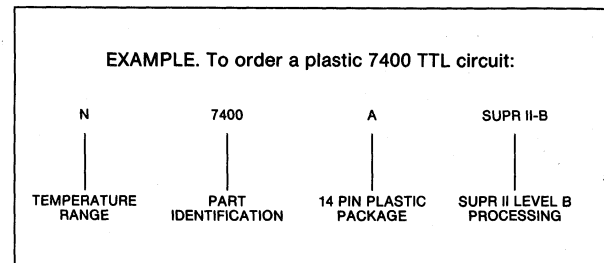 EXAMPLE. To order a plastic 7400 TTL circuit:
N 7400 A SUPR II-B
TEMPERATURE RANGE
PART IDENTIFICATION
14 PIN PLASTIC PACKAGE
SUPR II LEVEL B PROCESSING